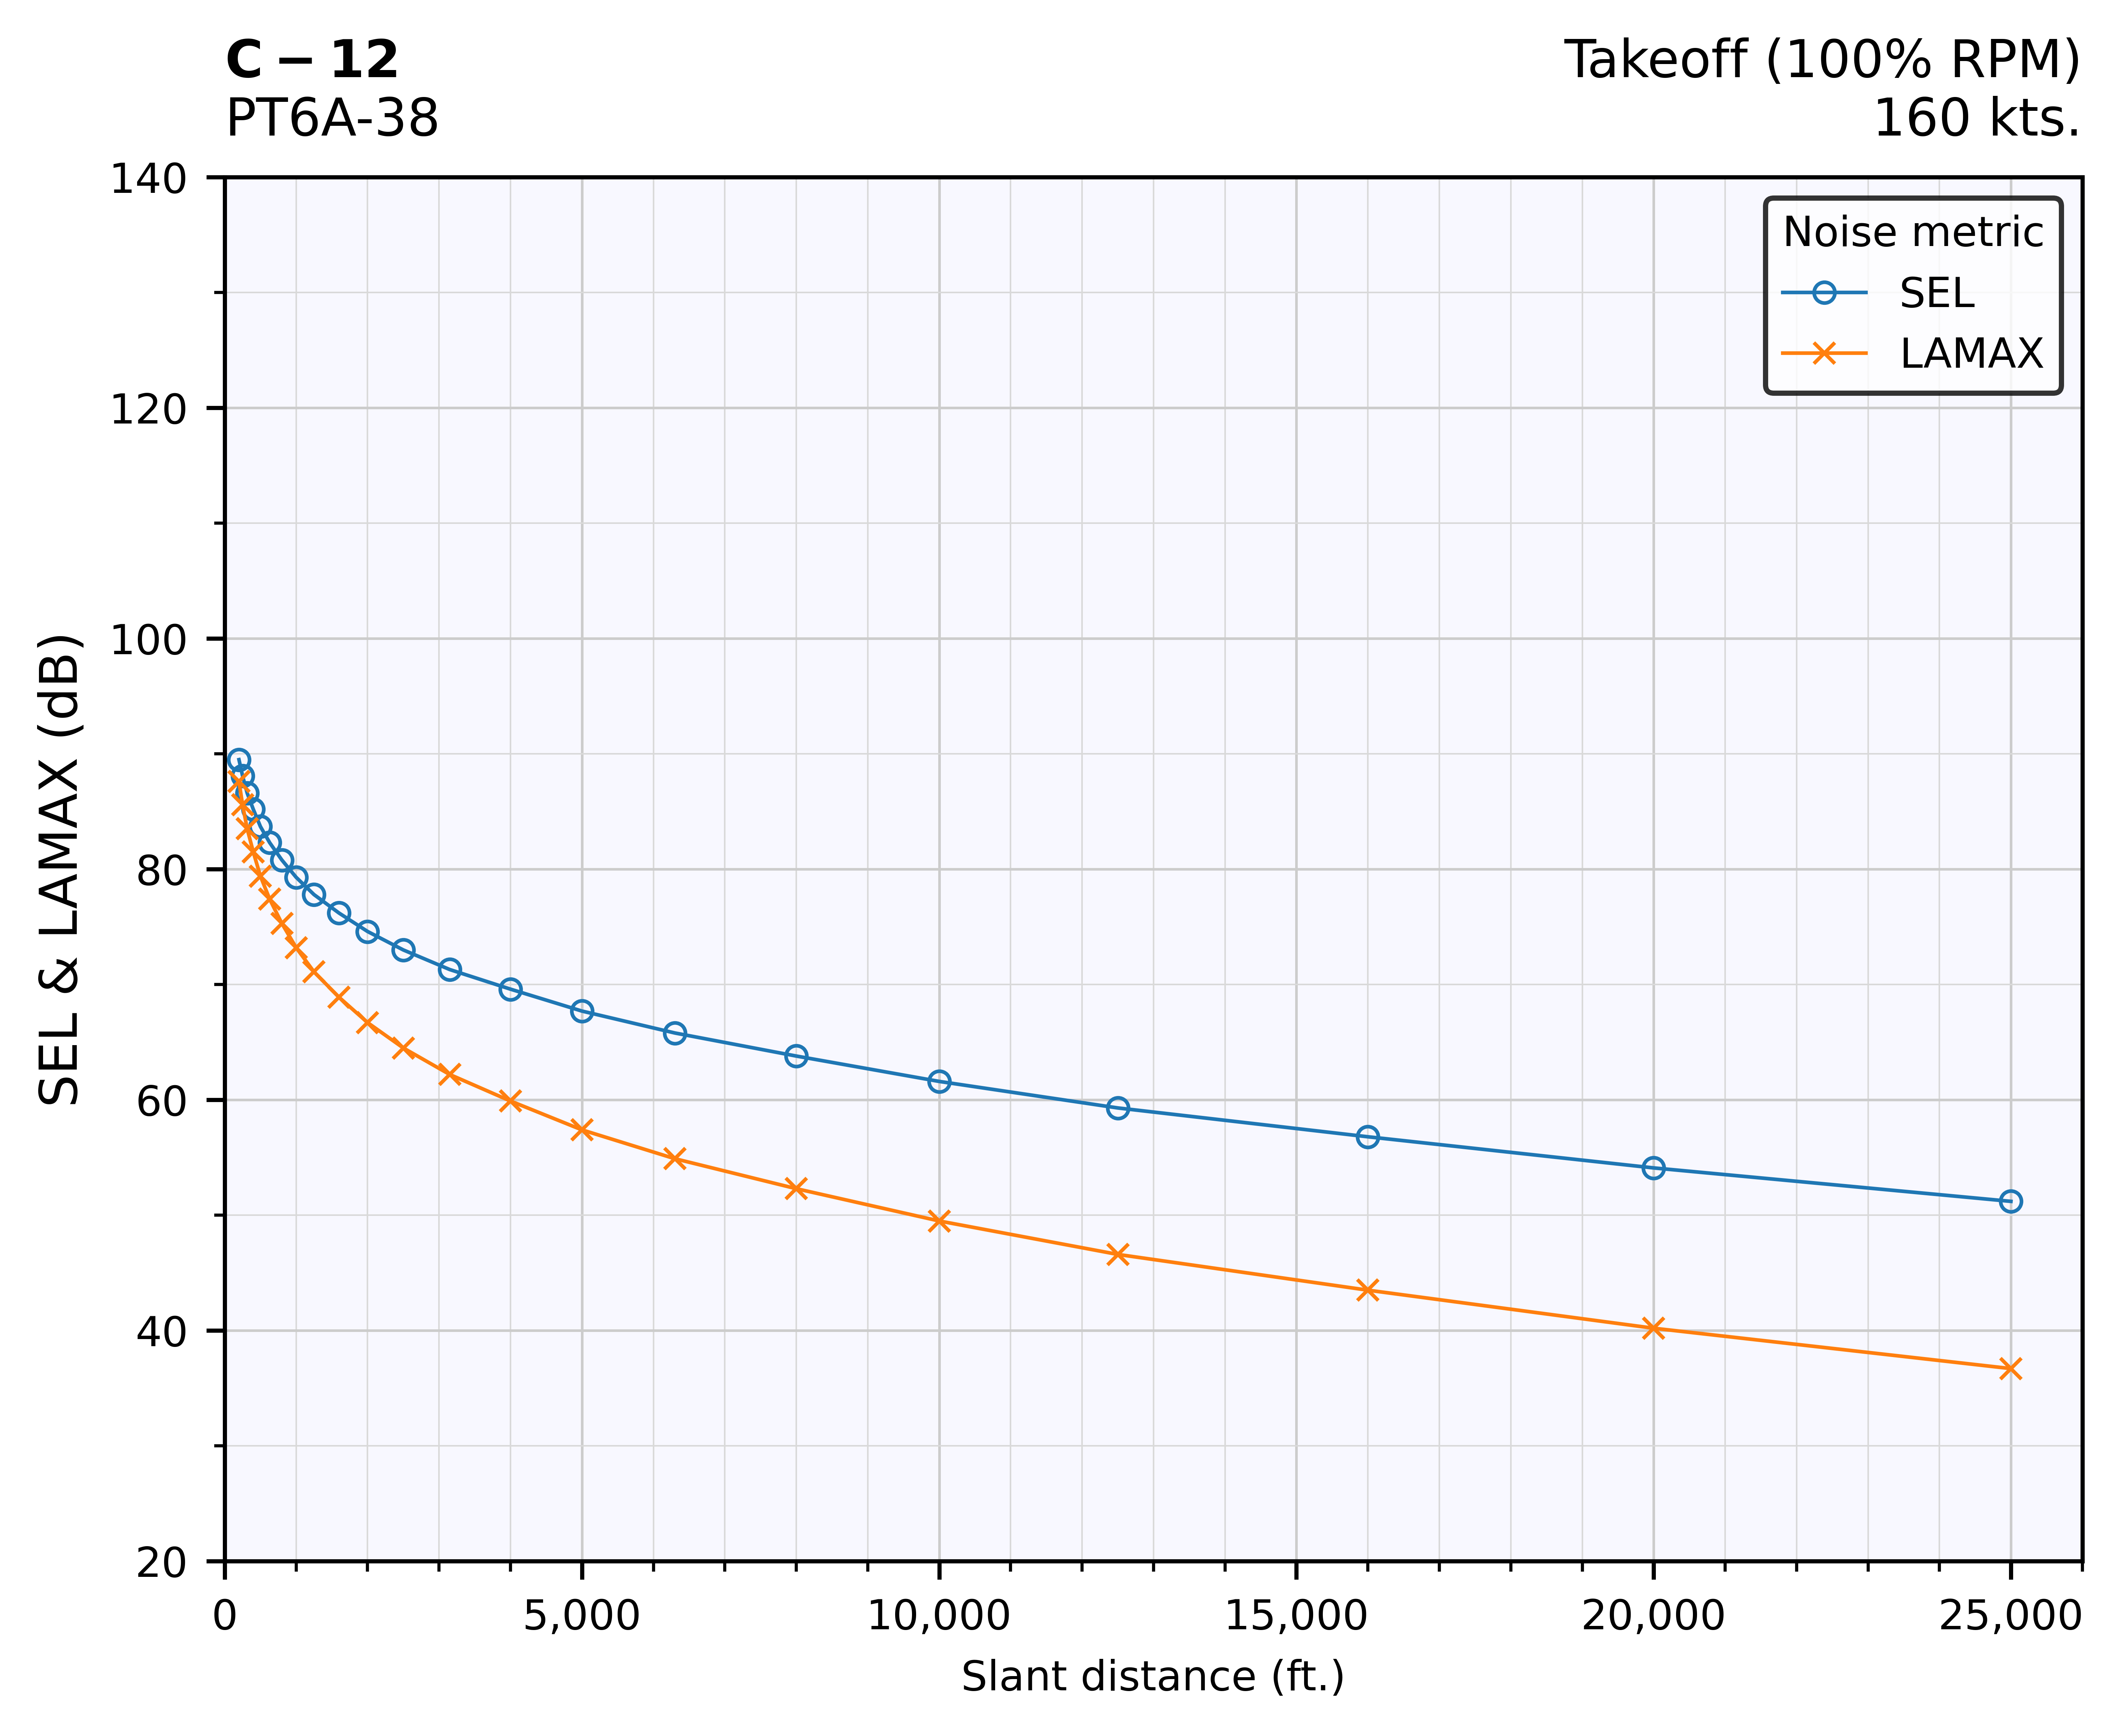 C − 12
PT6A-38
Takeoff (100% RPM)
160 kts.
Noise metric
SEL
LAMAX
SEL & LAMAX (dB)
140
120
100
80
60
40
20
0
5,000
10,000
15,000
20,000
25,000
Slant distance (ft.)